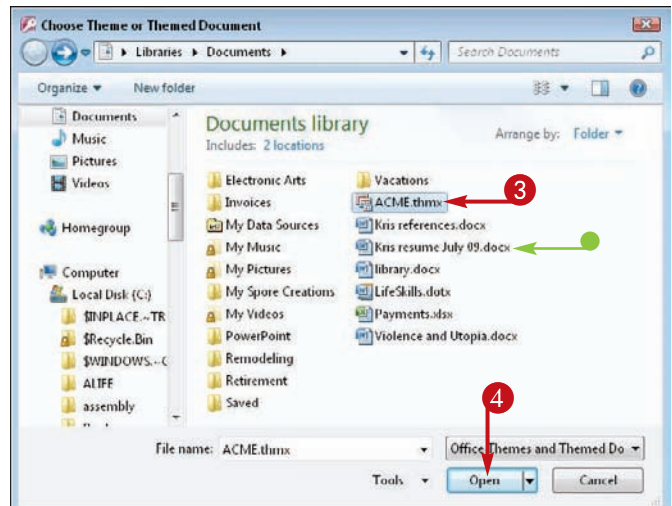 Choose Theme or Themed Document
Libraries Documents
Search Documents
Organize New folder
Documents
Music
Pictures
Videos
Homegroup
Computer
Local Disk (C:)
$INPLACE.~TR
$Recycle.Bin
$WINDOWS.~
ALIFE
assembly
Documents library
Includes: 2 locations
Arrange by: Folder
Electronic Arts
Invoices
My Data Sources
My Music
My Pictures
My Spore Creations
My Videos
PowerPoint
Remodeling
Retirement
Saved
Vacations
ACME.thmx
3
Kris references.docx
Kris resume July 09.docx
library.docx
LifeSkills.dotx
Payments.xlsx
Violence and Utopia.docx
4
File name: ACME.thmx
Office Themes and Themed Do
Tools Open Cancel